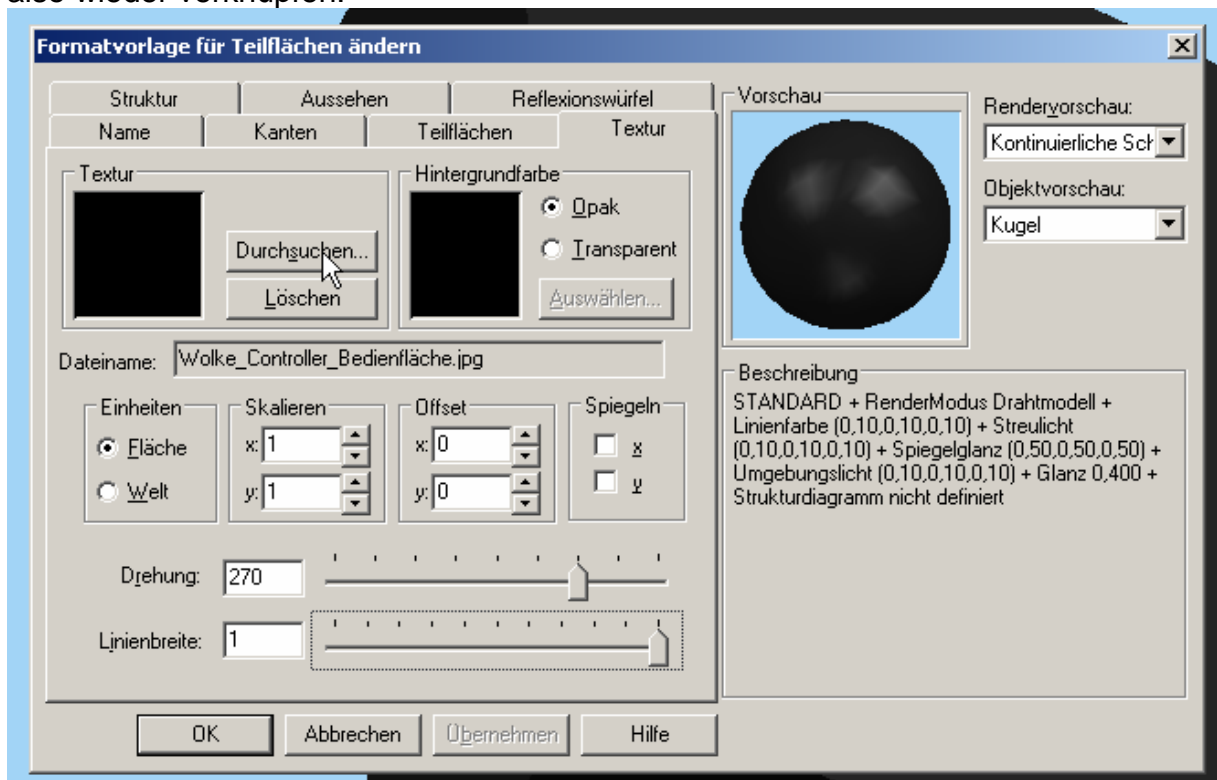 also wieder verknüpfen.
Formatvorlage für Teilflächen ändern
Struktur Aussehen Reflexionswürfel
Name Kanten Teilflächen Textur
Textur
Durchsuchen...
Löschen
Hintergrundfarbe
Opak
Transparent
Auswählen...
Dateiname: Wolke_Controller_Bedienfläche.jpg
Einheiten
Fläche
Welt
Skalieren
x: 1
y: 1
Offset
x: 0
y: 0
Spiegeln
x
y
Drehung: 270
Linienbreite: 1
OK Abbrechen Übernehmen Hilfe
Vorschau
Rendervorschau:
Kontinuierliche Sch
Objektvorschau:
Kugel
Beschreibung
STANDARD + RenderModus Drahtmodell +
Linienfarbe (0,10,0,10,0,10) + Streulicht
(0,10,0,10,0,10) + Spiegelglanz (0,50,0,50,0,50) +
Umgebungslicht (0,10,0,10,0,10) + Glanz 0,400 +
Strukturdiagramm nicht definiert